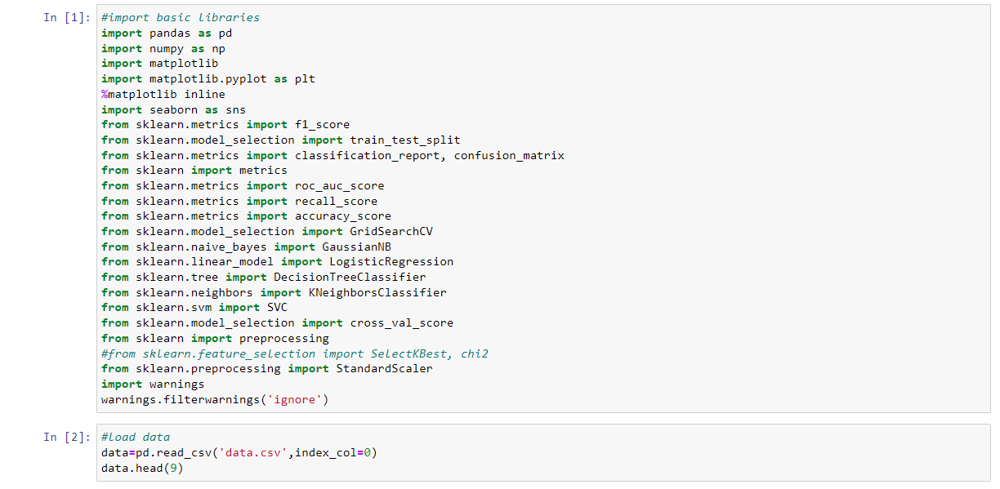 In [1]: #import basic libraries
import pandas as pd
import numpy as np
import matplotlib
import matplotlib.pyplot as plt
%matplotlib inline
import seaborn as sns
from sklearn.metrics import f1_score
from sklearn.model_selection import train_test_split
from sklearn.metrics import classification_report, confusion_matrix
from sklearn import metrics
from sklearn.metrics import roc_auc_score
from sklearn.metrics import recall_score
from sklearn.metrics import accuracy_score
from sklearn.model_selection import GridSearchCV
from sklearn.naive_bayes import GaussianNB
from sklearn.linear_model import LogisticRegression
from sklearn.tree import DecisionTreeClassifier
from sklearn.neighbors import KNeighborsClassifier
from sklearn.svm import SVC
from sklearn.model_selection import cross_val_score
from sklearn import preprocessing
#from sklearn.feature_selection import SelectKBest, chi2
from sklearn.preprocessing import StandardScaler
import warnings
warnings.filterwarnings('ignore')
In [2]: #load data
data=pd.read_csv('data.csv',index_col=0)
data.head(9)